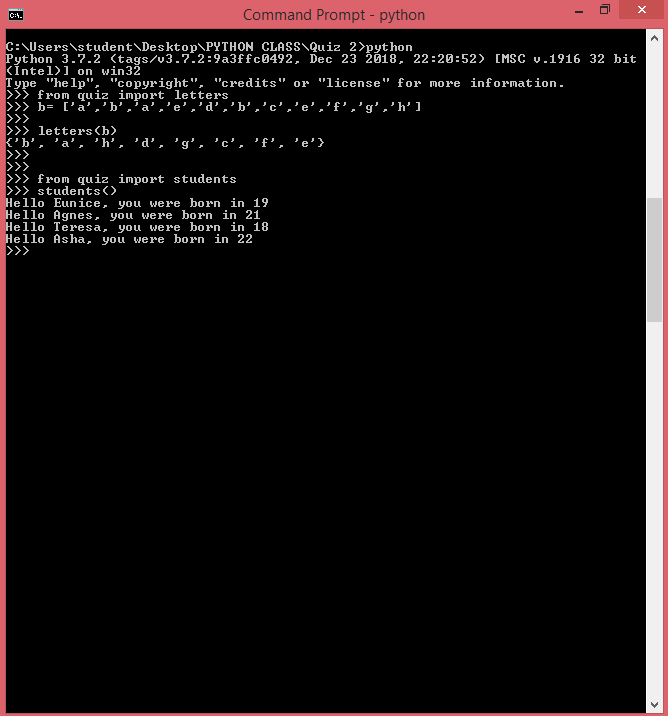 Command Prompt - python
C:\Users\student\Desktop\PYTHON CLASS\Quiz 2>python
Python 3.7.2 (tags/v3.7.2:9a3ffc0492, Dec 23 2018, 22:20:52) [MSC v.1916 32 bit
(Intel)] on win32
Type "help", "copyright", "credits" or "license" for more information.
>>> from quiz import letters
>>> b= ['a','b','a','e','d','b','c','e','f','g','h']
>>>
>>> letters(b)
{'b', 'a', 'h', 'd', 'g', 'c', 'f', 'e'}
>>>
>>>
>>> from quiz import students
>>> students()
Hello Eunice, you were born in 19
Hello Agnes, you were born in 21
Hello Teresa, you were born in 18
Hello Asha, you were born in 22
>>>